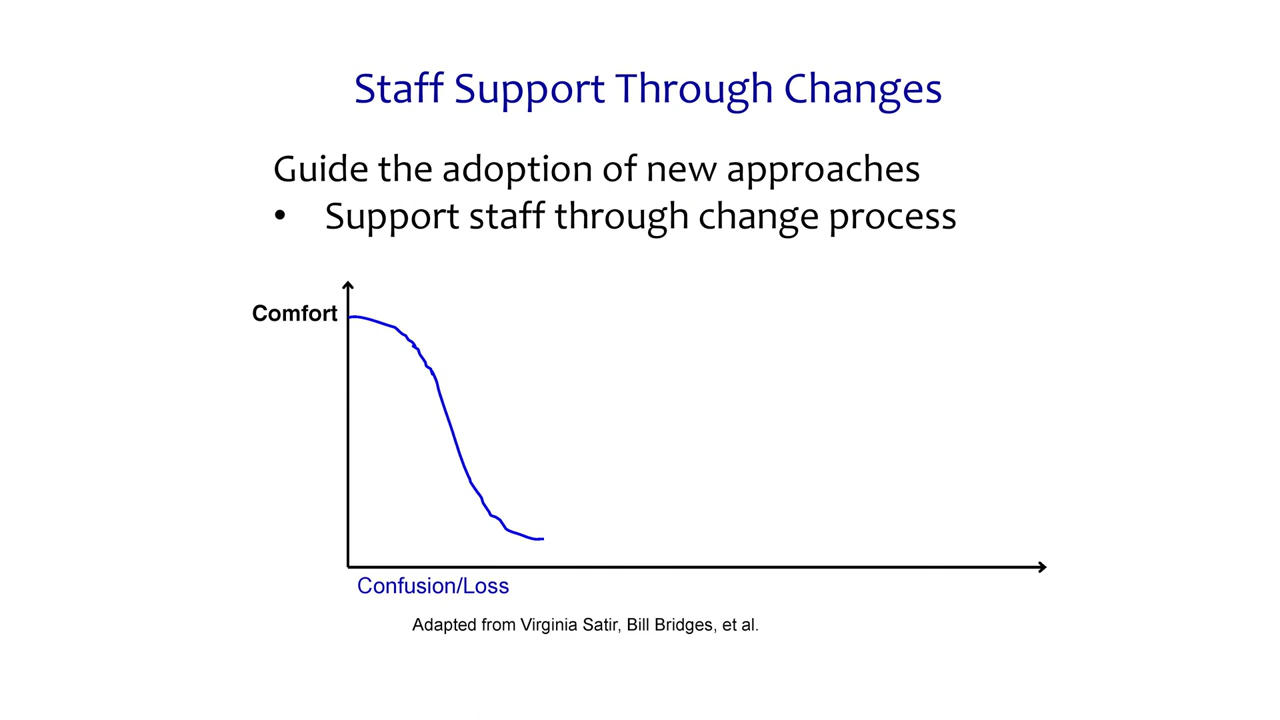 Staff Support Through Changes
Guide the adoption of new approaches
• Support staff through change process
Comfort
Confusion/Loss
Adapted from Virginia Satir, Bill Bridges, et al.